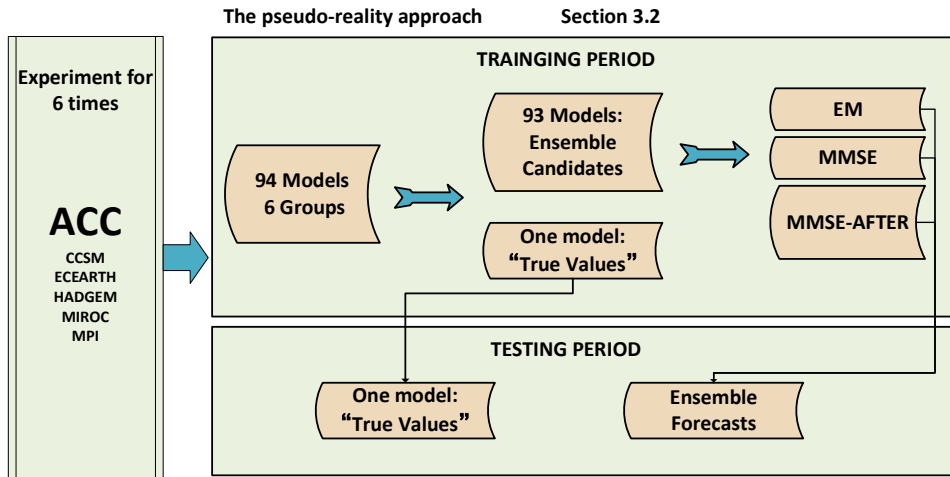 The pseudo-reality approach Section 3.2
Experiment for
6 times
ACC
CCSM
ECEARTH
HADGEM
MIROC
MPI
TRAINGING PERIOD
94 Models
6 Groups
93 Models:
Ensemble
Candidates
One model:
“True Values”
EM
MMSE
MMSE-AFTER
TESTING PERIOD
One model:
“True Values”
Ensemble
Forecasts